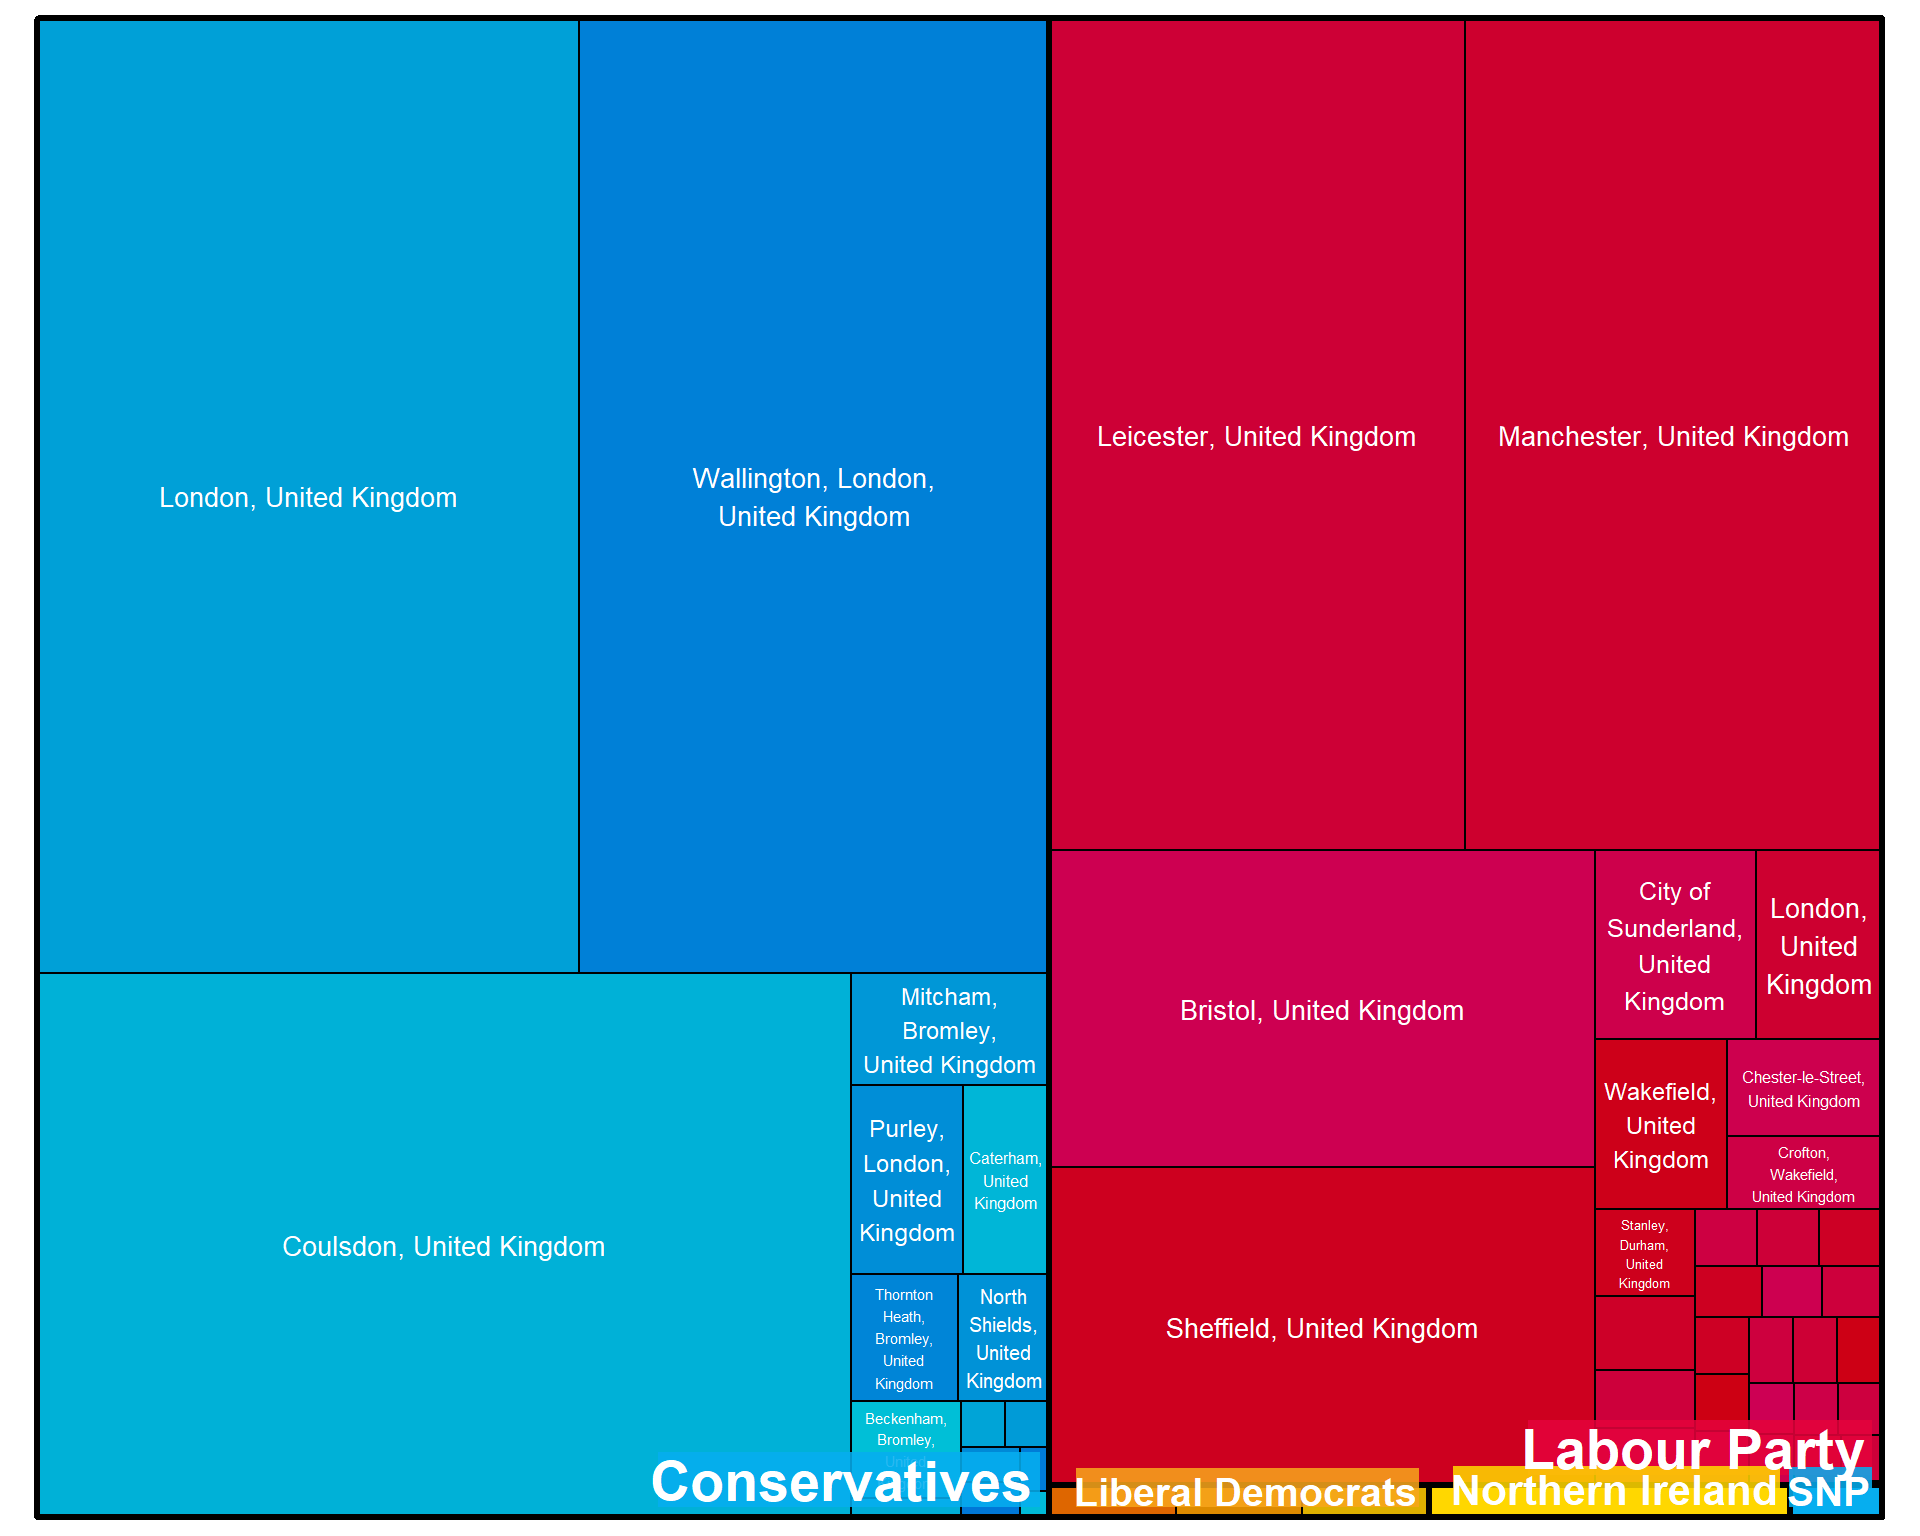 London, United Kingdom
Wallington, London,
United Kingdom
Coulsdon, United Kingdom
Mitcham,
Bromley,
United Kingdom
Purley,
London,
United
Kingdom
Caterham,
United
Kingdom
Thornton
Heath,
Bromley,
United
Kingdom
North
Shields,
United
Kingdom
Beckenham,
Bromley,
United
Conservatives
Leicester, United Kingdom
Manchester, United Kingdom
Bristol, United Kingdom
City of
Sunderland,
United
Kingdom
London,
United
Kingdom
Wakefield,
United
Kingdom
Chester-le-Street,
United Kingdom
Crofton,
Wakefield,
United Kingdom
Sheffield, United Kingdom
Stanley,
Durham,
United
Kingdom
Labour Party
Liberal Democrats
Northern Ireland
SNP